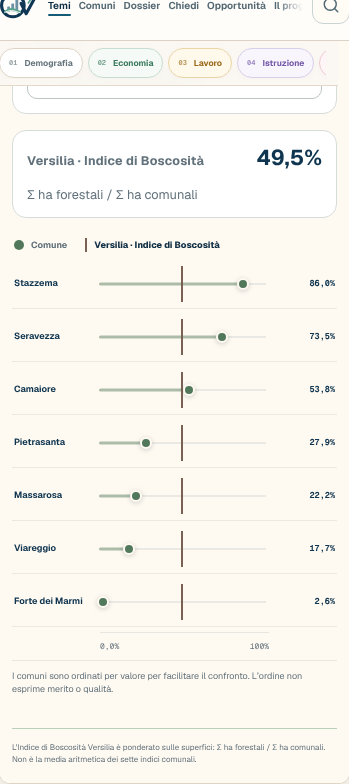 Temi Comuni Dossier Chiedi Opportunità Il
01 Demografia 02 Economia 03 Lavoro 04 Istruzione
Versilia · Indice di Boscosità 49,5%
Σ ha forestali / Σ ha comunali
Comune Versilia · Indice di Boscosità
Stazzema 86,0%
Seravezza 73,5%
Camaiore 53,8%
Pietrasanta 27,9%
Massarosa 22,2%
Viareggio 17,7%
Forte dei Marmi 2,6%
0,0% 100%
I comuni sono ordinati per valore per facilitare il confronto. L'ordine non
esprime merito o qualità.
L'Indice di Boscosità Versilia è ponderato sulle superfici: Σ ha forestali / Σ ha comunali.
Non è la media aritmetica dei sette indici comunali.